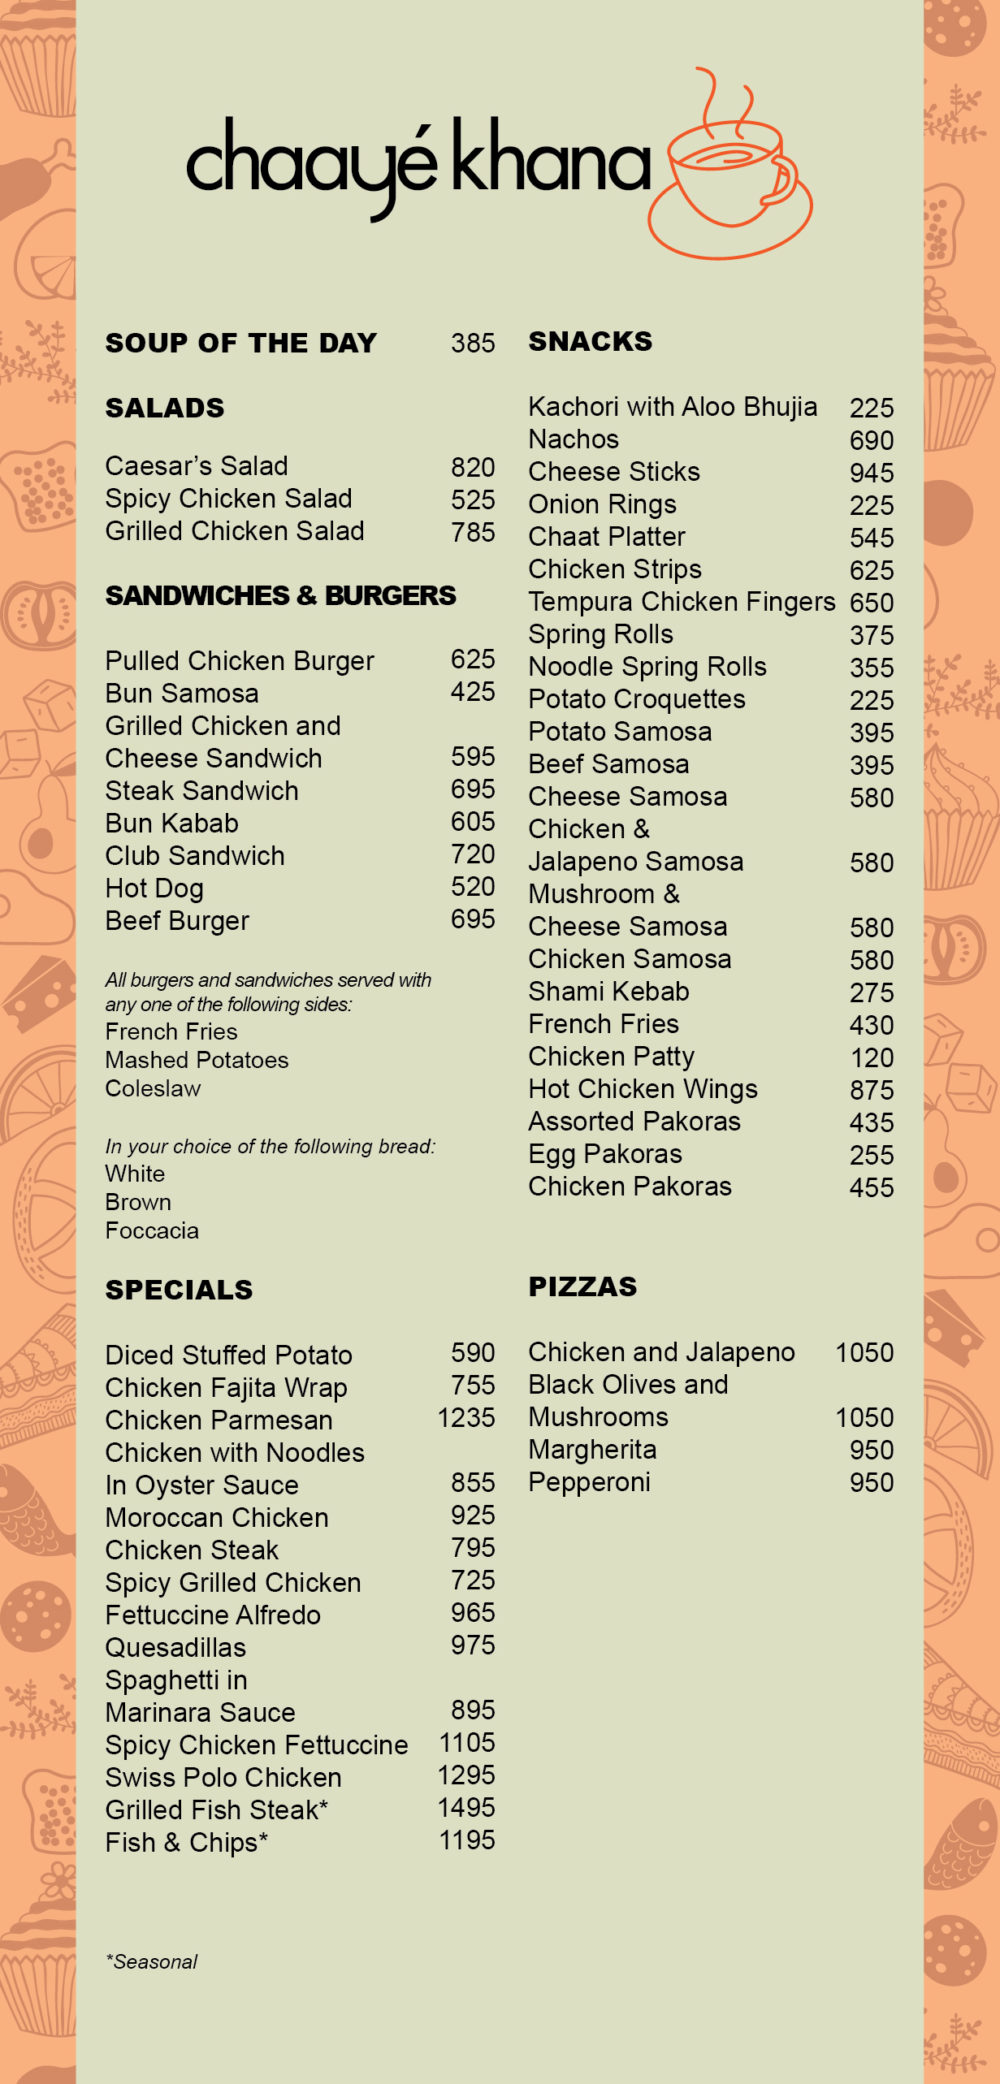 chaayé khana
SOUP OF THE DAY 385
SALADS
Caesar's Salad 820
Spicy Chicken Salad 525
Grilled Chicken Salad 785
SANDWICHES & BURGERS
Pulled Chicken Burger 625
Bun Samosa 425
Grilled Chicken and
Cheese Sandwich 595
Steak Sandwich 695
Bun Kabab 605
Club Sandwich 720
Hot Dog 520
Beef Burger 695
All burgers and sandwiches served with
any one of the following sides:
French Fries
Mashed Potatoes
Coleslaw
In your choice of the following bread:
White
Brown
Foccacia
SPECIALS
Diced Stuffed Potato 590
Chicken Fajita Wrap 755
Chicken Parmesan 1235
Chicken with Noodles
In Oyster Sauce 855
Moroccan Chicken 925
Chicken Steak 795
Spicy Grilled Chicken 725
Fettuccine Alfredo 965
Quesadillas 975
Spaghetti in
Marinara Sauce 895
Spicy Chicken Fettuccine 1105
Swiss Polo Chicken 1295
Grilled Fish Steak* 1495
Fish & Chips* 1195
*Seasonal
SNACKS
Kachori with Aloo Bhujia 225
Nachos 690
Cheese Sticks 945
Onion Rings 225
Chaat Platter 545
Chicken Strips 625
Tempura Chicken Fingers 650
Spring Rolls 375
Noodle Spring Rolls 355
Potato Croquettes 225
Potato Samosa 395
Beef Samosa 395
Cheese Samosa 580
Chicken &
Jalapeno Samosa 580
Mushroom &
Cheese Samosa 580
Chicken Samosa 580
Shami Kebab 275
French Fries 430
Chicken Patty 120
Hot Chicken Wings 875
Assorted Pakoras 435
Egg Pakoras 255
Chicken Pakoras 455
PIZZAS
Chicken and Jalapeno 1050
Black Olives and
Mushrooms 1050
Margherita 950
Pepperoni 950